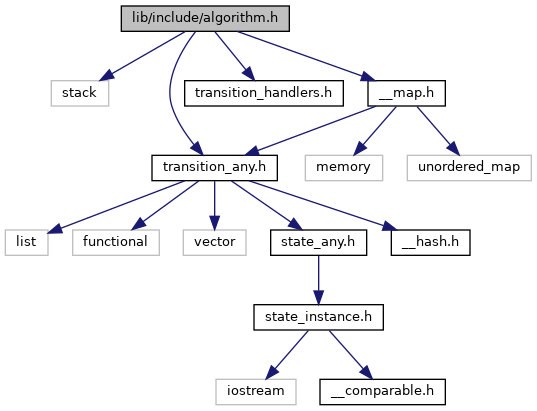 lib/include/algorithm.h
stack
transition_handlers.h
__map.h
transition_any.h
memory
unordered_map
list
functional
vector
state_any.h
__hash.h
state_instance.h
iostream
__comparable.h